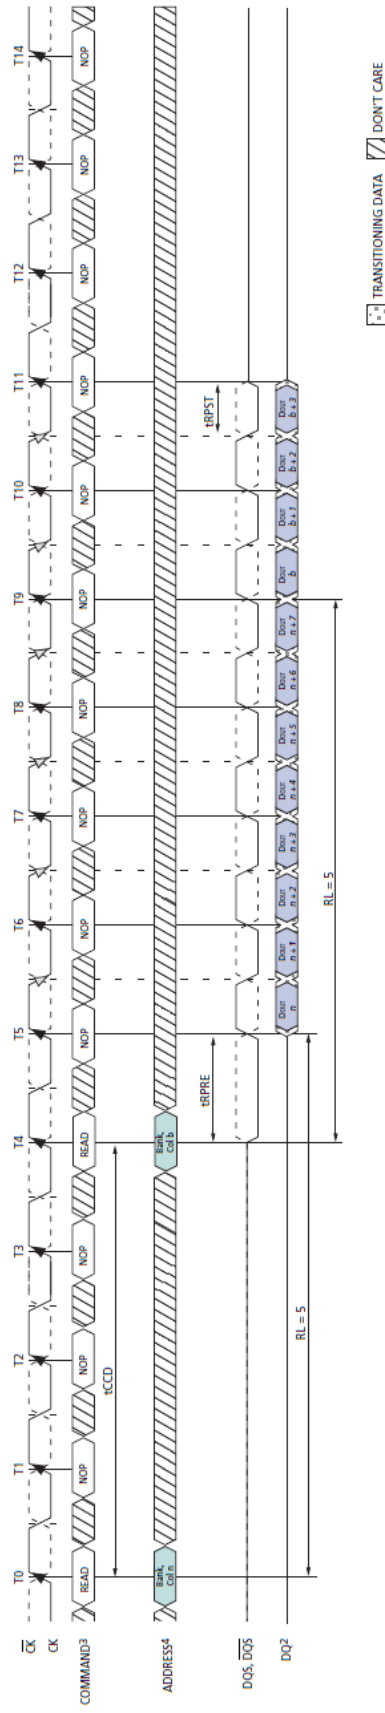 T0 T1 T2 T3 T4 T5 T6 T7 T8 T9 T10 T11 T12 T13 T14
CK
CK
COMMAND3 READ NOP NOP NOP READ NOP NOP NOP NOP NOP NOP NOP NOP NOP NOP
tCCD
ADDRESS4 Bank, Col n Bank, Col b
tRPRE tRPST
DQS, DQS
DQ2 DOUT n DOUT n+1 DOUT n+2 DOUT n+3 DOUT n+4 DOUT n+5 DOUT n+6 DOUT n+7 DOUT b DOUT b+1 DOUT b+2 DOUT b+3
RL = 5
RL = 5
TRANSITIONING DATA DON'T CARE